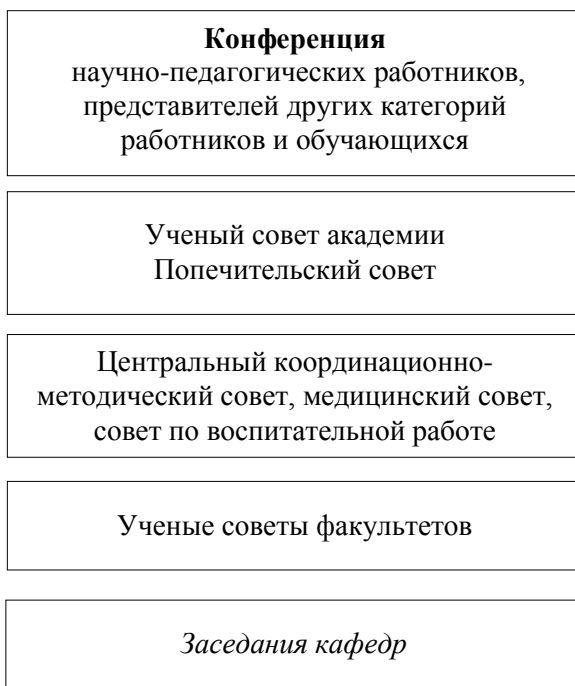 Конференция
научно-педагогических работников,
представителей других категорий
работников и обучающихся
Ученый совет академии
Попечительский совет
Центральный координационно-
методический совет, медицинский совет,
совет по воспитательной работе
Ученые советы факультетов
Заседания кафедр